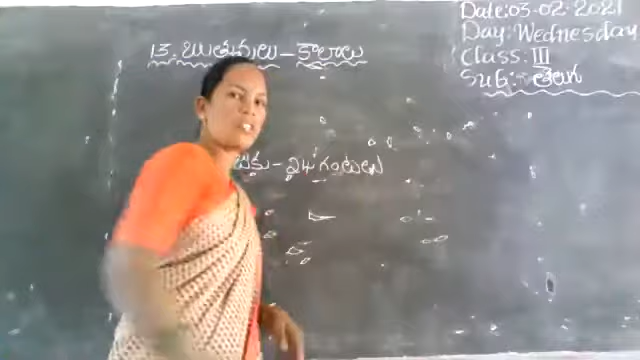 Date:03-02-2021
Day: Wednesday
Class: III
Sub: తెలుగు
13. ఋతువులు - కాలాలు
జుకు - 24 గంటలు